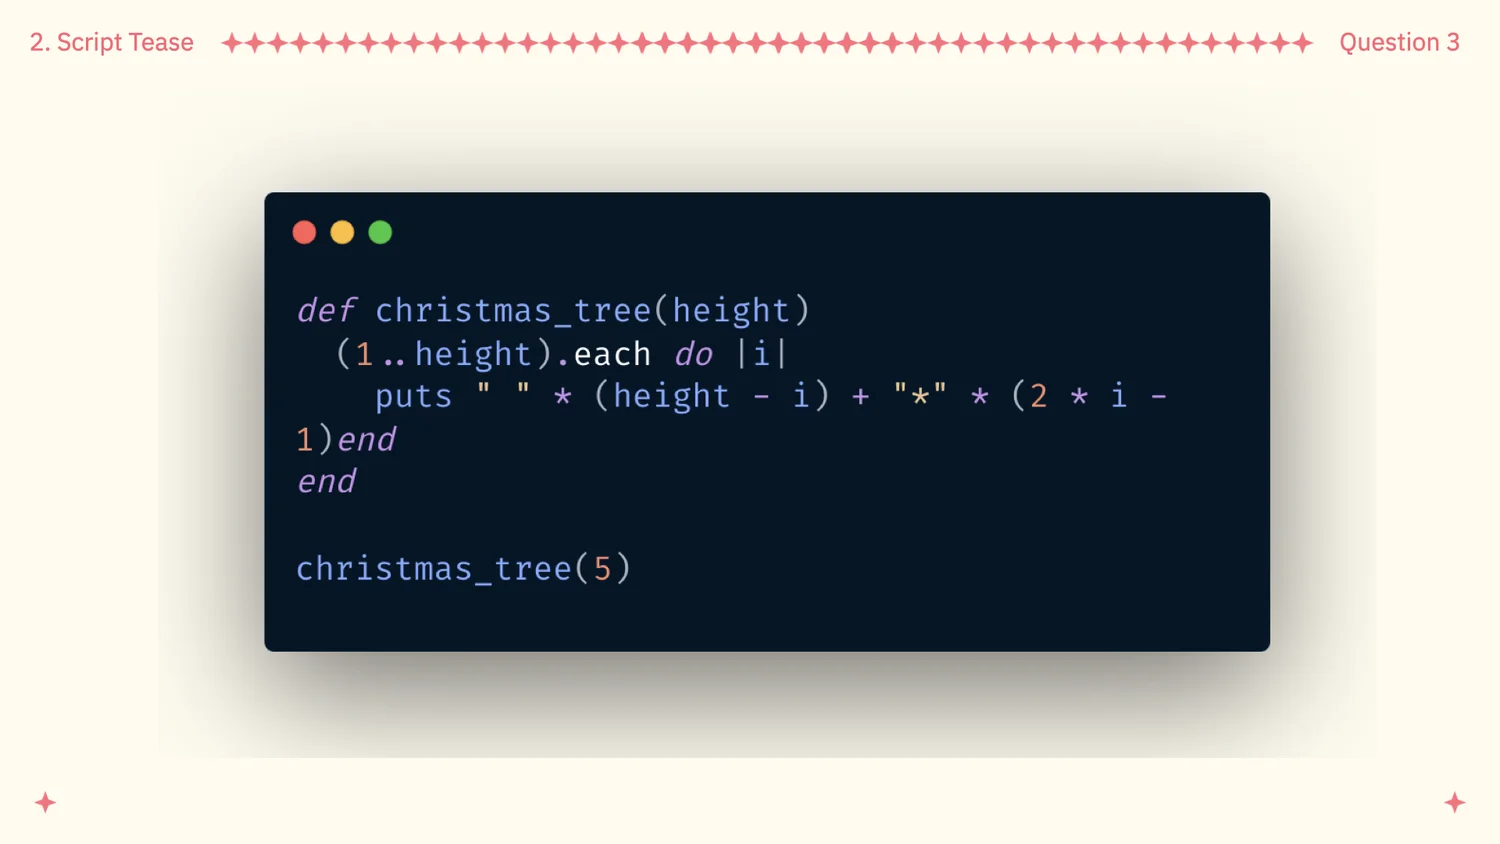 2. Script Tease
Question 3
def christmas_tree(height)
  (1..height).each do |i|
    puts " " * (height - i) + "*" * (2 * i -
1)end
end

christmas_tree(5)